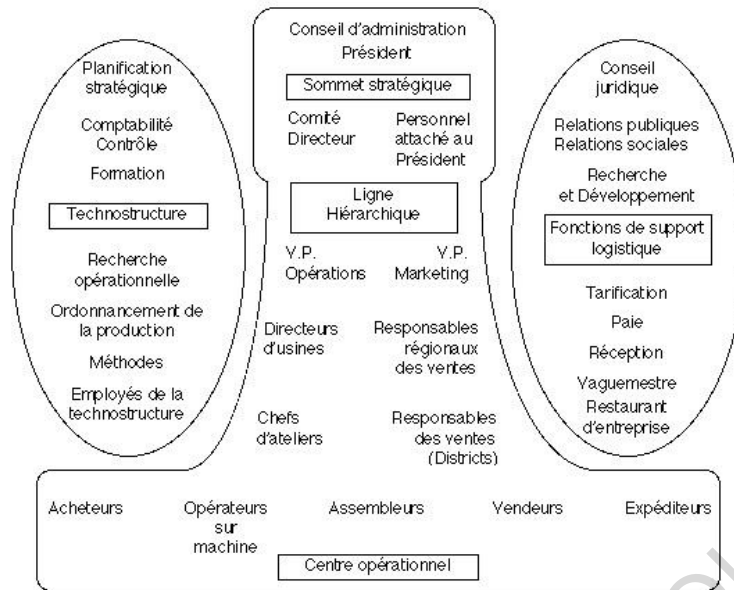 Conseil d'administration
Président
Sommet stratégique
Comité
Directeur
Personnel
attaché au
Président
Planification
stratégique
Comptabilité
Contrôle
Formation
Technostructure
Recherche
opérationnelle
Ordonnancement de
la production
Méthodes
Employés de la
technostructure
Ligne
Hiérarchique
V.P.
Opérations
V.P.
Marketing
Directeurs
d'usines
Responsables
régionaux
des ventes
Chefs
d'ateliers
Responsables
des ventes
(Districts)
Conseil
juridique
Relations publiques
Relations sociales
Recherche
et Développement
Fonctions de support
logistique
Tarification
Paie
Réception
Vaguemestre
Restaurant
d'entreprise
Acheteurs
Opérateurs
sur
machine
Assembleurs
Vendeurs
Expéditeurs
Centre opérationnel